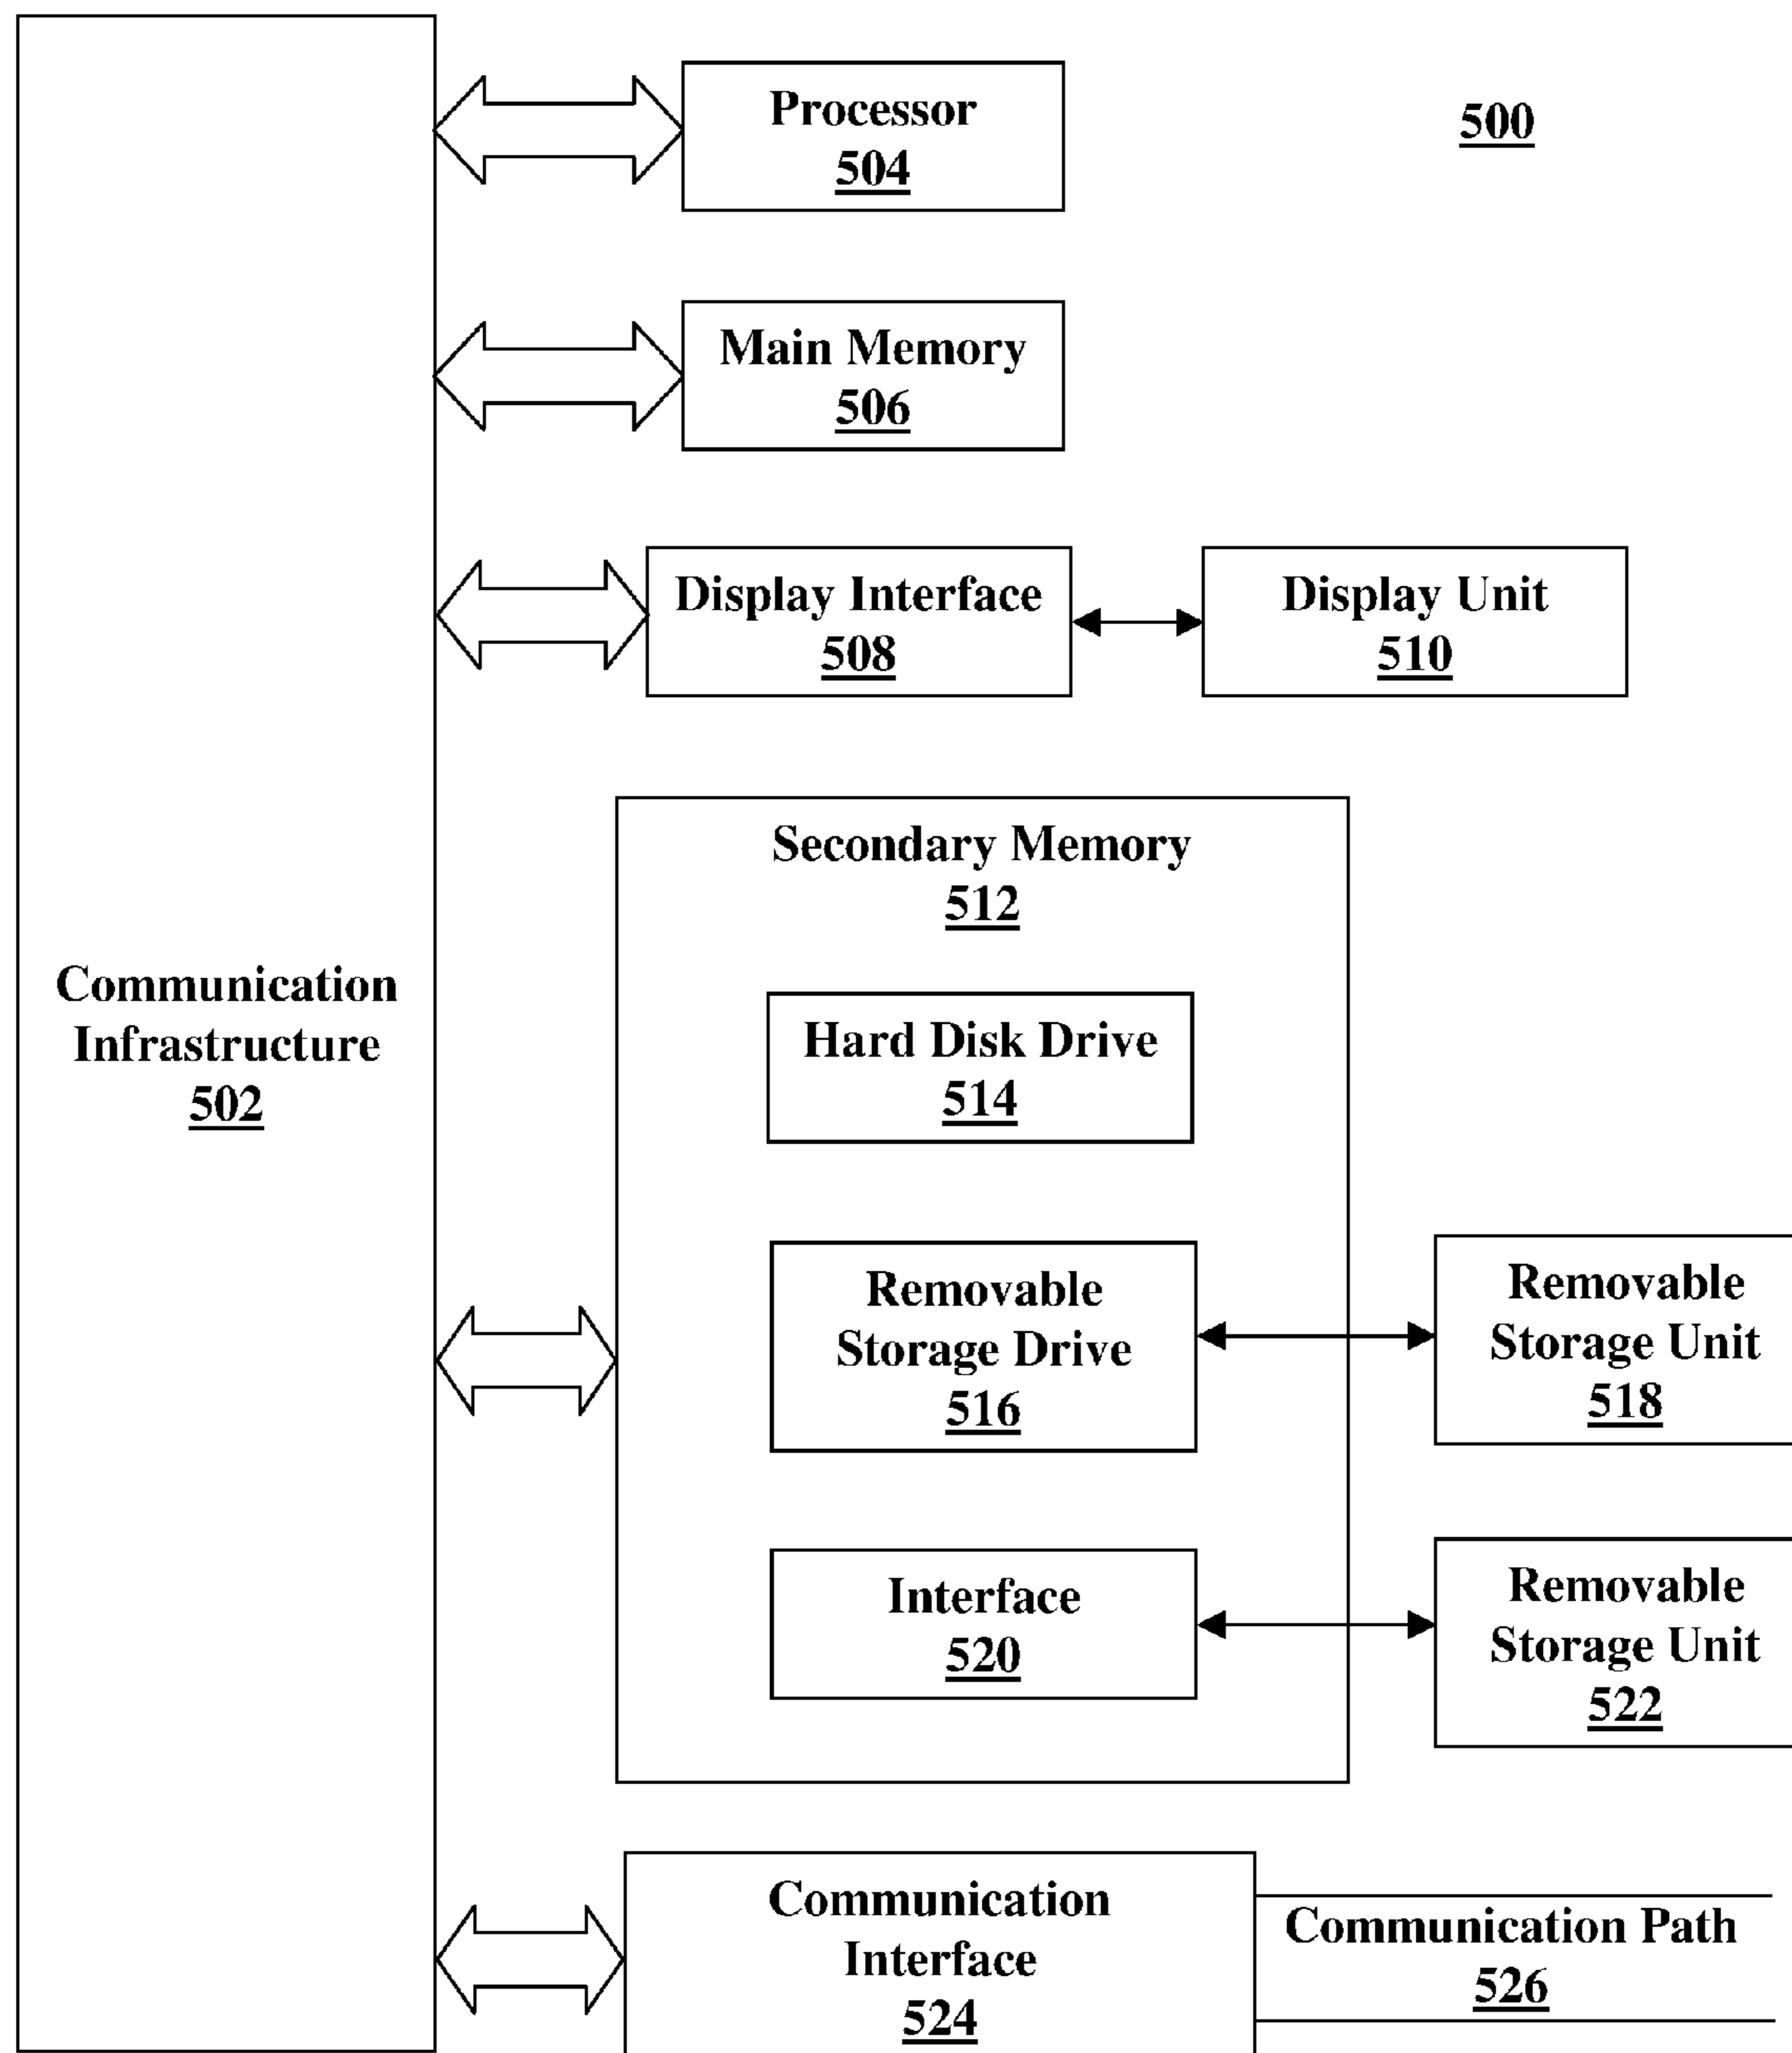 Processor
504
500
Main Memory
506
Display Interface
508
Display Unit
510
Secondary Memory
512
Communication
Infrastructure
502
Hard Disk Drive
514
Removable
Storage Drive
516
Removable
Storage Unit
518
Interface
520
Removable
Storage Unit
522
Communication
Interface
524
Communication Path
526